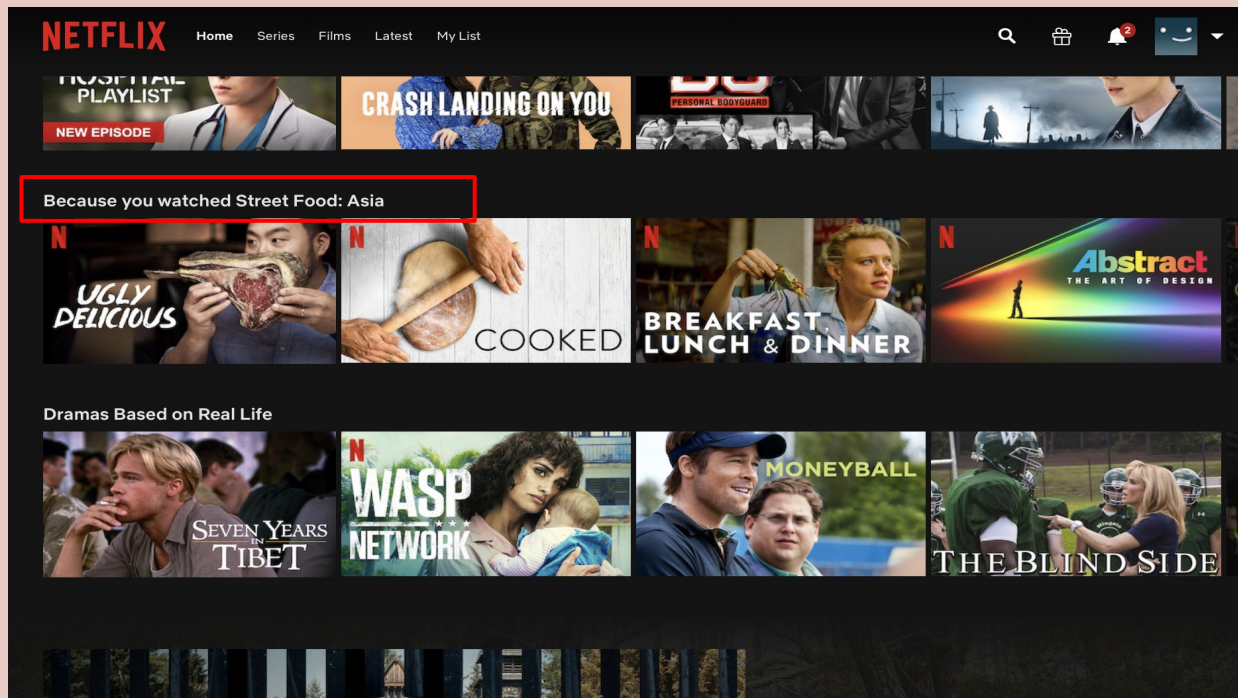 NETFLIX Home Series Films Latest My List 2
HOSPITAL
PLAYLIST
NEW EPISODE
CRASH LANDING ON YOU
PERSONAL BODYGUARD
Because you watched Street Food: Asia
N
UGLY
DELICIOUS
N
COOKED
N
BREAKFAST,
LUNCH & DINNER
N
Abstract
THE ART OF DESIGN
Dramas Based on Real Life
SEVEN YEARS
IN
TIBET
N
WASP
NETWORK
MONEYBALL
W
Wingate
THE BLIND SIDE